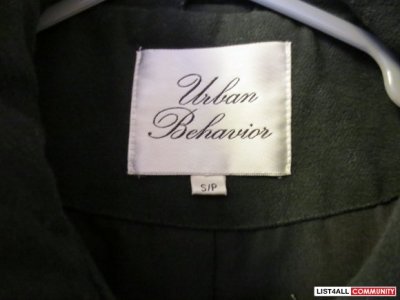 Urban
Behavior
S/P
LIST4ALL COMMUNITY